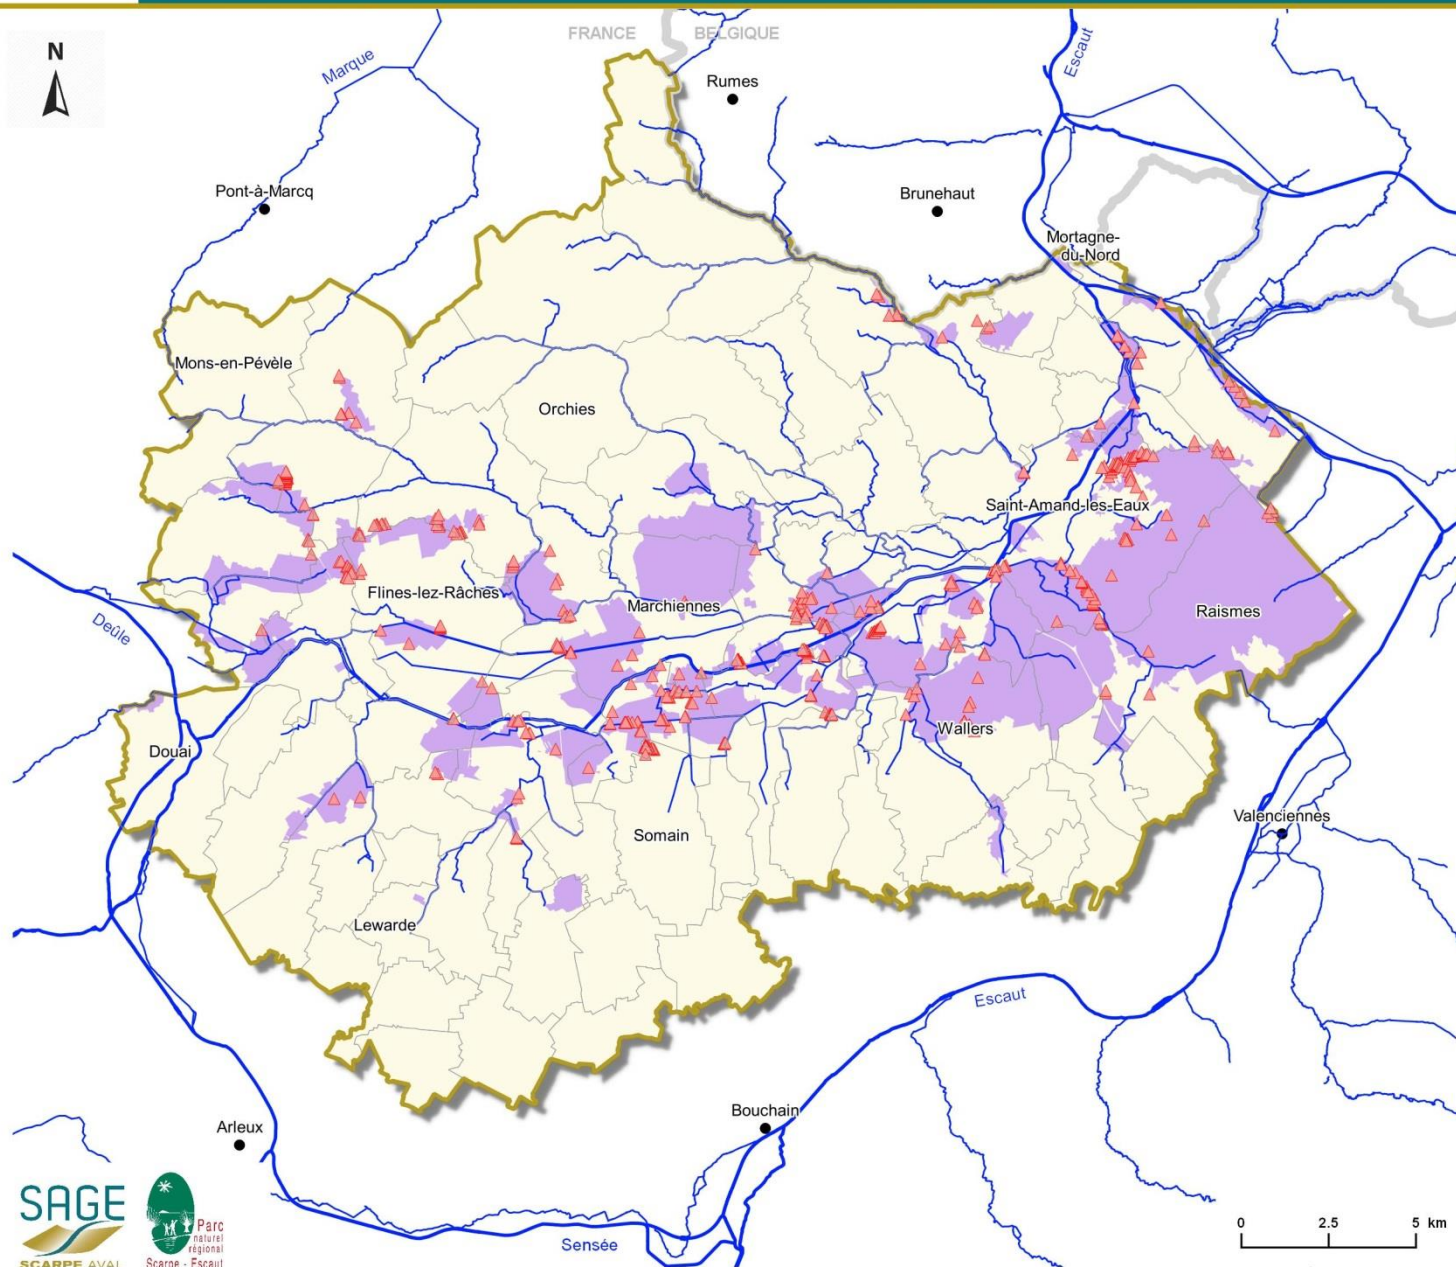 FRANCE
BELGIQUE
N
Marque
Escaut
Rumes
Pont-à-Marcq
Brunehaut
Mortagne-
du-Nord
Mons-en-Pévèle
Orchies
Saint-Amand-les-Eaux
Flines-lez-Râches
Marchiennes
Raismes
Deûle
Douai
Wallers
Somain
Valenciennes
Lewarde
Escaut
Bouchain
Arleux
SAGE
SCARPE AVAL
Parc
naturel
régional
Scarpe - Escaut
Sensée
0 2.5 5 km